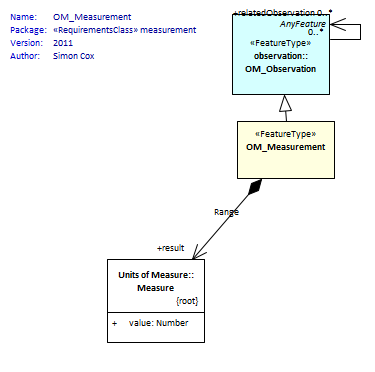 Name: OM_Measurement
Package: «RequirementsClass» measurement
Version: 2011
Author: Simon Cox
+relatedObservation 0..*
AnyFeature
0..*
«FeatureType»
observation::
OM_Observation
«FeatureType»
OM_Measurement
Range
+result
Units of Measure::
Measure
{root}
+ value: Number